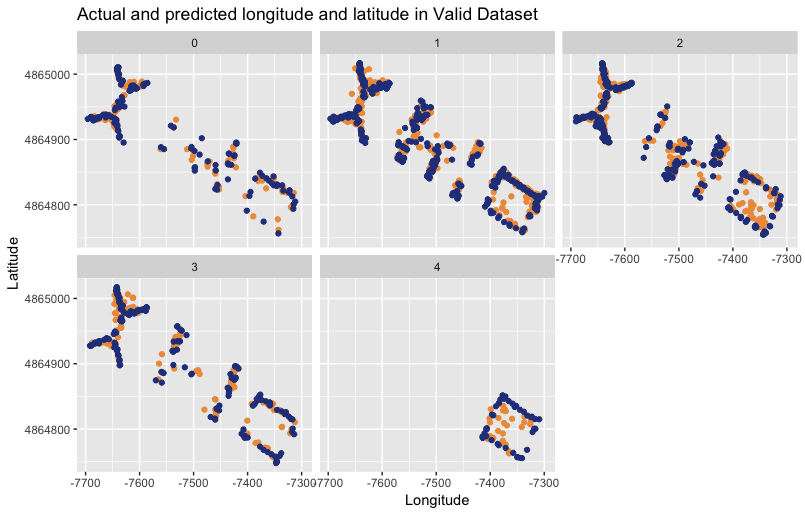 Actual and predicted longitude and latitude in Valid Dataset
0 1 2
4865000
4864900
4864800
-7700 -7600 -7500 -7400 -7300
3 4
4865000
4864900
4864800
-7700 -7600 -7500 -7400 -7300 -7700 -7600 -7500 -7400 -7300
Latitude
Longitude